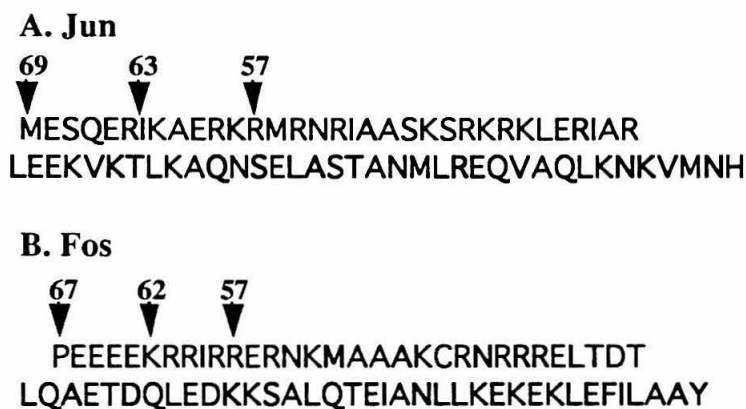 A. Jun
69 63 57
MESQERIKAERKRMRNRIAASKSRKRKLERIAR
LEEKVKTLKAQNSELASTANMLREQVAQLKNKVMNH
B. Fos
67 62 57
PEEEEKRRIRRERNKMAAAKCRNRRRELTDT
LQAETDQLEDKKSALQTEIANLLKEKEKLEFILAAY